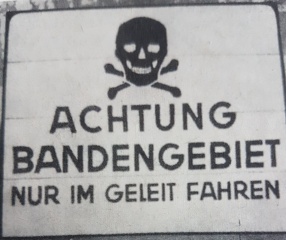 ACHTUNG
BANDENGEBIET
NUR IM GELEIT FAHREN